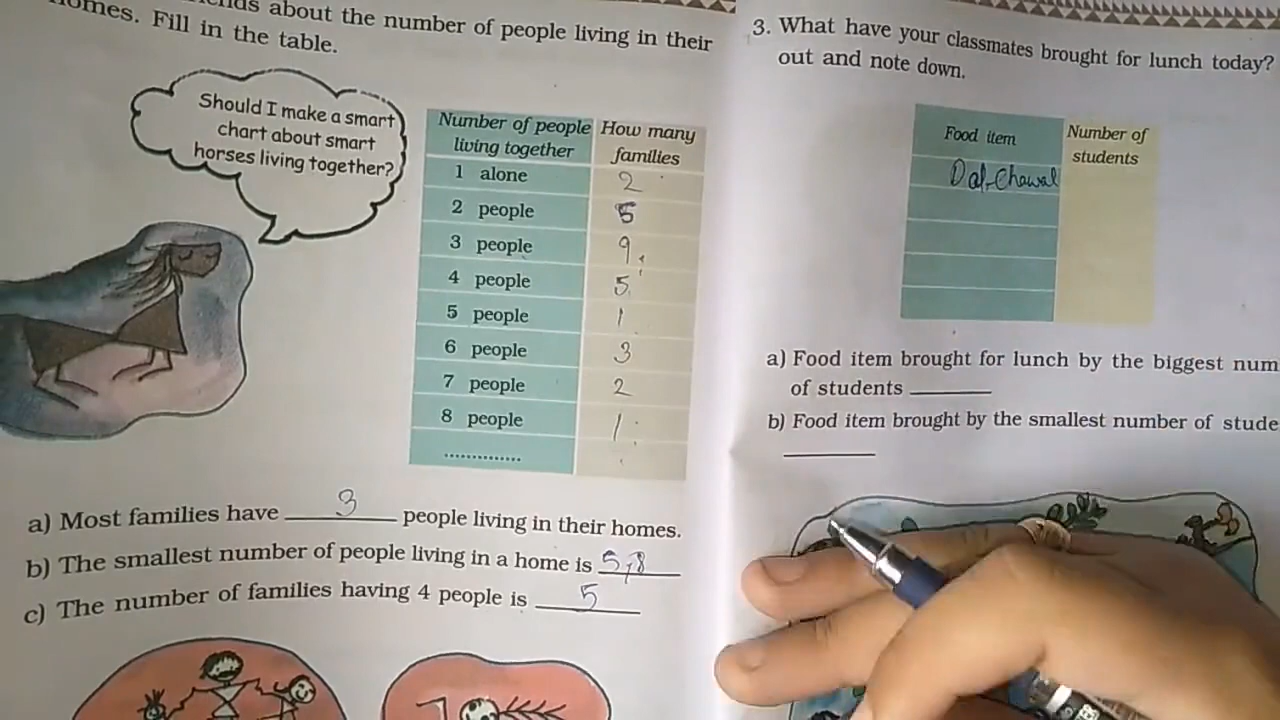 about the number of people living in their
homes. Fill in the table.
Should I make a smart
chart about smart
horses living together?
Number of people living together How many families
1 alone 2
2 people 5
3 people 9
4 people 5
5 people 1
6 people 3
7 people 2
8 people 1
..............
a) Most families have 3 people living in their homes.
b) The smallest number of people living in a home is 5,8
c) The number of families having 4 people is 5
3. What have your classmates brought for lunch today?
out and note down.
Food item Number of students
Dal-Chawal
a) Food item brought for lunch by the biggest num
of students ________
b) Food item brought by the smallest number of stude
________